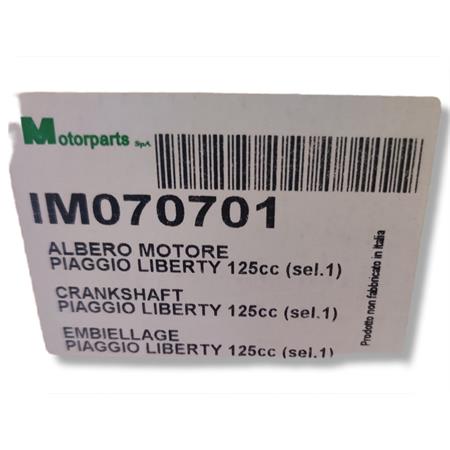 Motorparts SpA
IM070701
ALBERO MOTORE
PIAGGIO LIBERTY 125cc (sel.1)
CRANKSHAFT
PIAGGIO LIBERTY 125cc (sel.1)
EMBIELLAGE
PIAGGIO LIBERTY 125cc (sel.1)
Prodotto non fabbricato in Italia